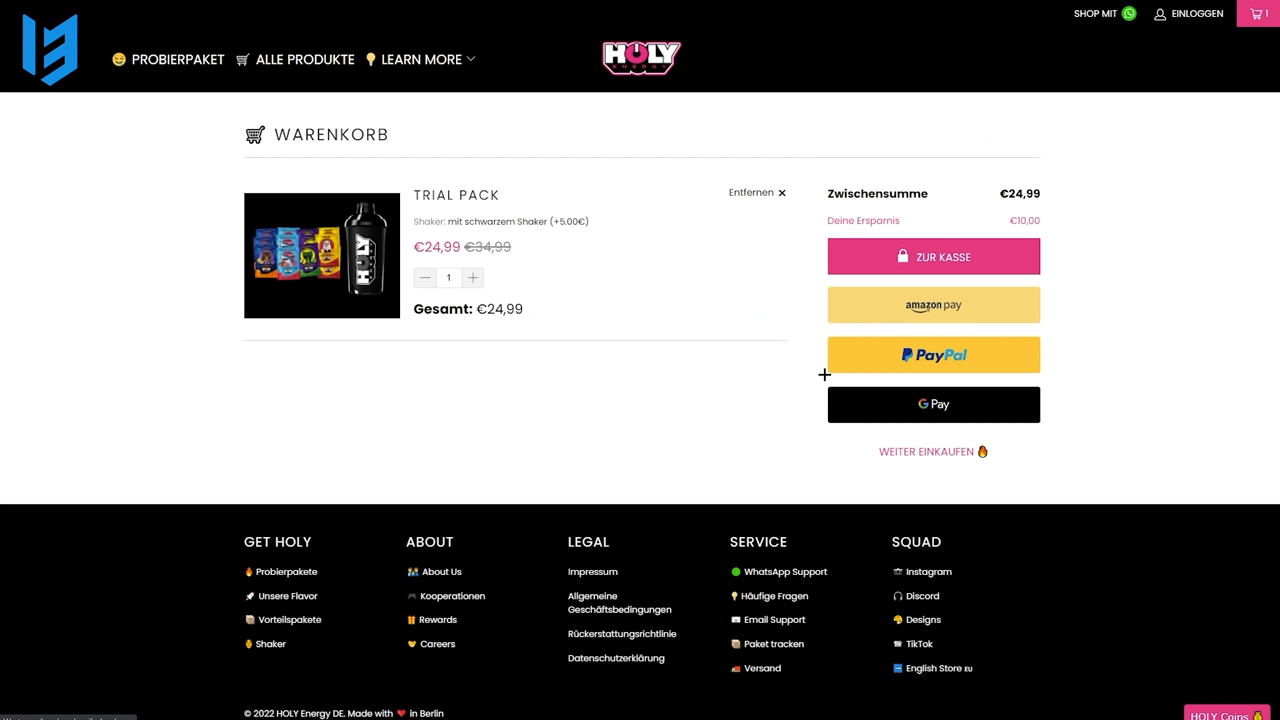 SHOP MIT
EINLOGGEN
1
PROBIERPAKET
ALLE PRODUKTE
LEARN MORE
HOLY
ENERGY
WARENKORB
TRIAL PACK
Entfernen
Shaker: mit schwarzem Shaker (+5.00€)
€24,99 €34,99
1
Gesamt: €24,99
HOLY
Zwischensumme €24,99
Deine Ersparnis €10,00
ZUR KASSE
amazon pay
PayPal
G Pay
WEITER EINKAUFEN
GET HOLY
Probierpakete
Unsere Flavor
Vorteilspakete
Shaker
ABOUT
About Us
Kooperationen
Rewards
Careers
LEGAL
Impressum
Allgemeine
Geschäftsbedingungen
Rückerstattungsrichtlinie
Datenschutzerklärung
SERVICE
WhatsApp Support
Häufige Fragen
Email Support
Paket tracken
Versand
SQUAD
Instagram
Discord
Designs
TikTok
English Store EU
© 2022 HOLY Energy DE. Made with ❤️ in Berlin
HOLY Coins